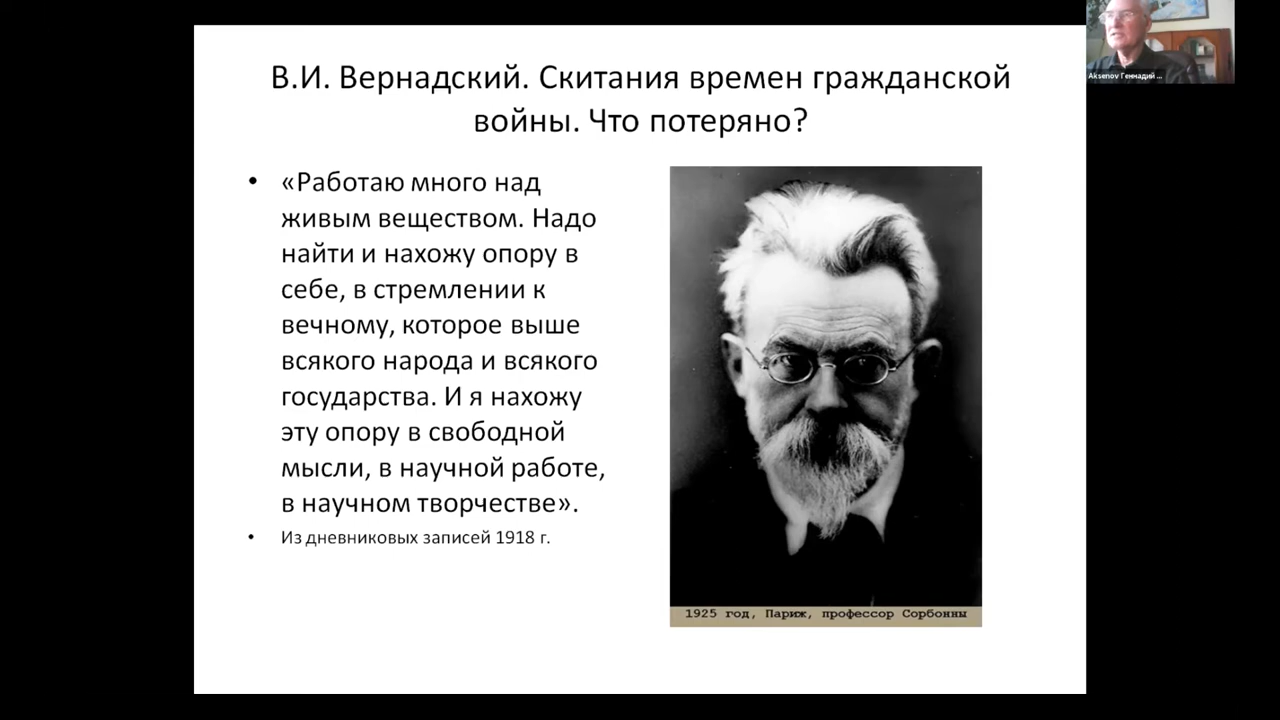 В.И. Вернадский. Скитания времен гражданской
войны. Что потеряно?
• «Работаю много над
живым веществом. Надо
найти и нахожу опору в
себе, в стремлении к
вечному, которое выше
всякого народа и всякого
государства. И я нахожу
эту опору в свободной
мысли, в научной работе,
в научном творчестве».
• Из дневниковых записей 1918 г.
1925 год, Париж, профессор Сорбонны
Aksenov Геннадий ...